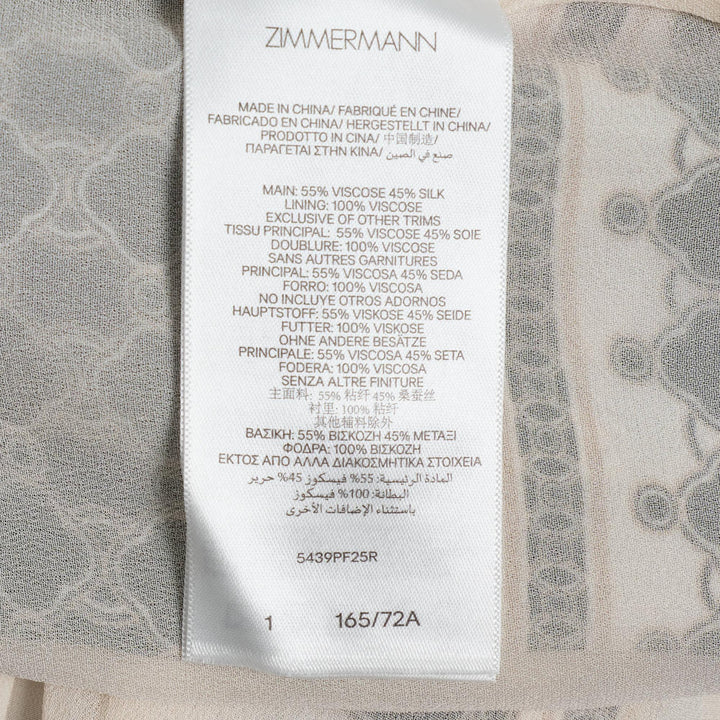 ZIMMERMANN
MADE IN CHINA/ FABRIQUÉ EN CHINE/
FABRICADO EN CHINA/ HERGESTELLT IN CHINA/
PRODOTTO IN CINA/ 中国制造/
ΠΑΡΑΓΕΤΑΙ ΣΤΗΝ ΚΙΝΑ/ صنع في الصين
MAIN: 55% VISCOSE 45% SILK
LINING: 100% VISCOSE
EXCLUSIVE OF OTHER TRIMS
TISSU PRINCIPAL: 55% VISCOSE 45% SOIE
DOUBLURE: 100% VISCOSE
SANS AUTRES GARNITURES
PRINCIPAL: 55% VISCOSA 45% SEDA
FORRO: 100% VISCOSA
NO INCLUYE OTROS ADORNOS
HAUPTSTOFF: 55% VISKOSE 45% SEIDE
FUTTER: 100% VISKOSE
OHNE ANDERE BESÄTZE
PRINCIPALE: 55% VISCOSA 45% SETA
FODERA: 100% VISCOSA
SENZA ALTRE FINITURE
主面料: 55% 粘纤 45% 桑蚕丝
衬里: 100% 粘纤
其他辅料除外
ΒΑΣΙΚΗ: 55% ΒΙΣΚΟΖΗ 45% ΜΕΤΑΞΙ
ΦΟΔΡΑ: 100% ΒΙΣΚΟΖΗ
ΕΚΤΟΣ ΑΠΟ ΑΛΛΑ ΔΙΑΚΟΣΜΗΤΙΚΑ ΣΤΟΙΧΕΙΑ
المادة الرئيسية: 55% فيسكوز 45% حرير
البطانة: 100% فيسكوز
باستثناء الإضافات الأخرى
5439PF25R
1 165/72A